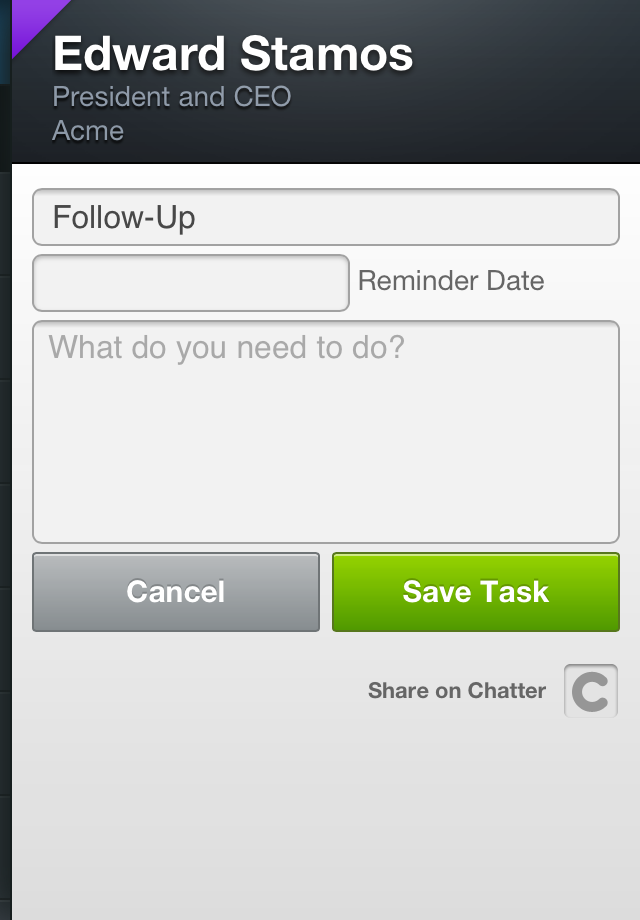 Edward Stamos
President and CEO
Acme
Follow-Up
Reminder Date
What do you need to do?
Cancel
Save Task
Share on Chatter